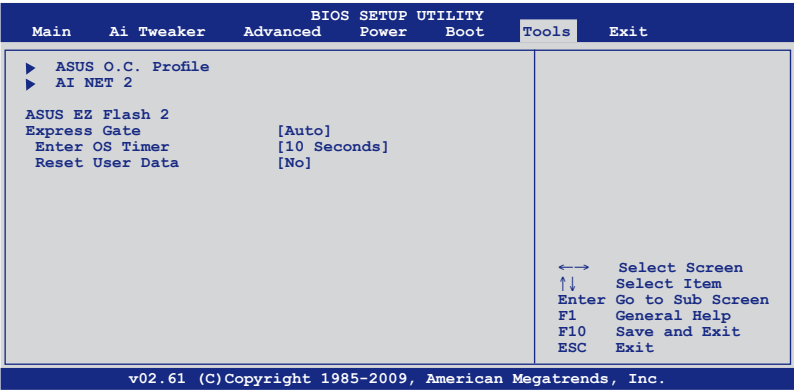 BIOS SETUP UTILITY
Main Ai Tweaker Advanced Power Boot Tools Exit
ASUS O.C. Profile
AI NET 2
ASUS EZ Flash 2
Express Gate [Auto]
Enter OS Timer [10 Seconds]
Reset User Data [No]
←→ Select Screen
↑↓ Select Item
Enter Go to Sub Screen
F1 General Help
F10 Save and Exit
ESC Exit
v02.61 (C)Copyright 1985-2009, American Megatrends, Inc.